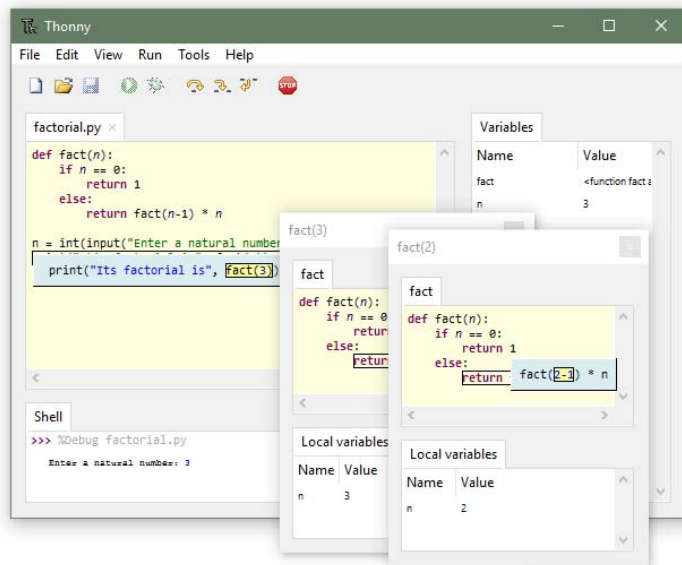 Thonny
File Edit View Run Tools Help
STOP
factorial.py
def fact(n):
if n == 0:
return 1
else:
return fact(n-1) * n
n = int(input("Enter a natural number
print("Its factorial is", fact(3))
Shell
>>> %Debug factorial.py
Enter a natural number: 3
Variables
Name Value
fact <function fact a
n 3
fact(3)
fact
def fact(n):
if n == 0
retur
else:
retur
Local variables
Name Value
n 3
fact(2)
fact
def fact(n):
if n == 0:
return 1
else:
return fact(2-1) * n
Local variables
Name Value
n 2